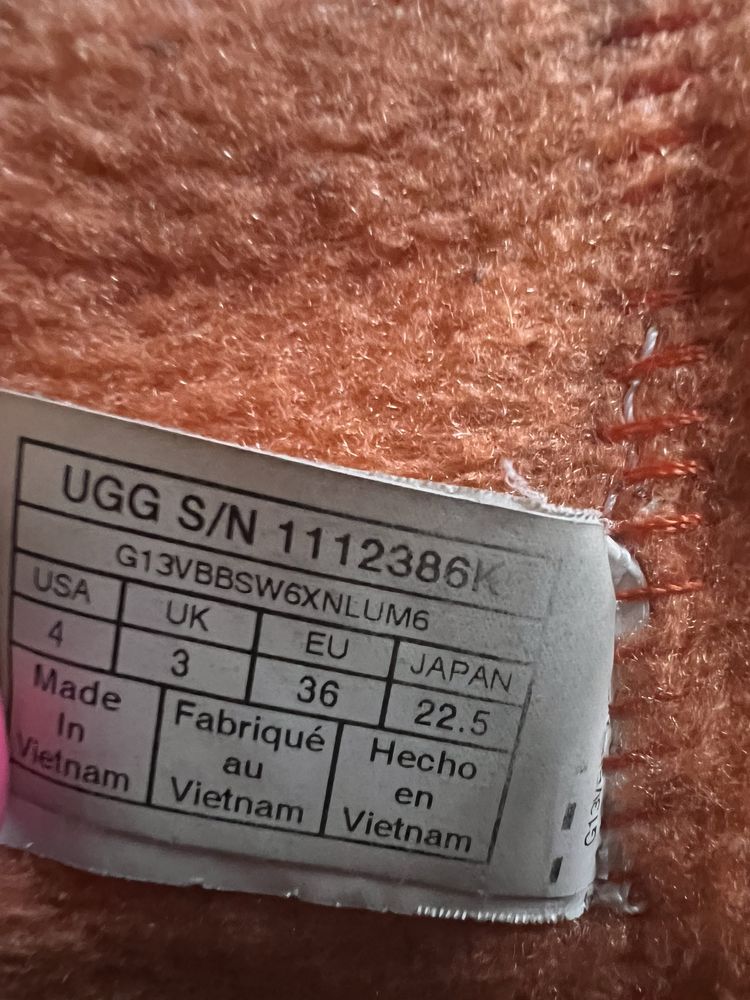 UGG S/N 1112386K
G13VBBSW6XNLUM6
USA UK EU JAPAN
4 3 36 22.5
Made In Vietnam
Fabriqué au Vietnam
Hecho en Vietnam